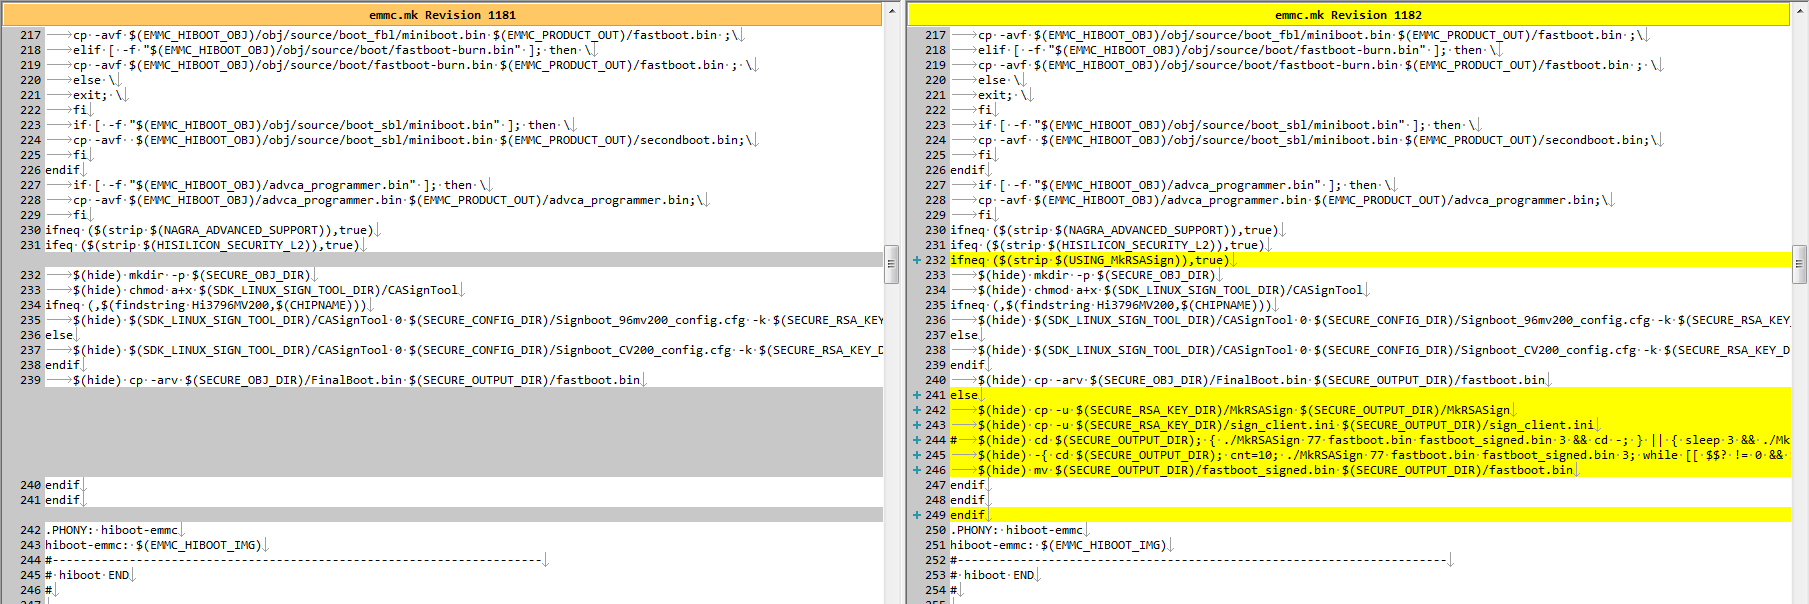 emmc.mk Revision 1181
217 cp -avf $(EMMC_HIBOOT_OBJ)/obj/source/boot_fbl/miniboot.bin $(EMMC_PRODUCT_OUT)/fastboot.bin ;\
218 elif [ -f "$(EMMC_HIBOOT_OBJ)/obj/source/boot/fastboot-burn.bin" ]; then \
219 cp -avf $(EMMC_HIBOOT_OBJ)/obj/source/boot/fastboot-burn.bin $(EMMC_PRODUCT_OUT)/fastboot.bin ; \
220 else \
221 exit; \
222 fi
223 if [ -f "$(EMMC_HIBOOT_OBJ)/obj/source/boot_sbl/miniboot.bin" ]; then \
224 cp -avf  $(EMMC_HIBOOT_OBJ)/obj/source/boot_sbl/miniboot.bin $(EMMC_PRODUCT_OUT)/secondboot.bin;\
225 fi
226 endif
227 if [ -f "$(EMMC_HIBOOT_OBJ)/advca_programmer.bin" ]; then \
228 cp -avf $(EMMC_HIBOOT_OBJ)/advca_programmer.bin $(EMMC_PRODUCT_OUT)/advca_programmer.bin;\
229 fi
230 ifneq ($(strip $(NAGRA_ADVANCED_SUPPORT)),true)
231 ifeq ($(strip $(HISILICON_SECURITY_L2)),true)
232 $(hide) mkdir -p $(SECURE_OBJ_DIR)
233 $(hide) chmod a+x $(SDK_LINUX_SIGN_TOOL_DIR)/CASignTool
234 ifneq (,$(findstring Hi3796MV200,$(CHIPNAME)))
235 $(hide) $(SDK_LINUX_SIGN_TOOL_DIR)/CASignTool 0 $(SECURE_CONFIG_DIR)/Signboot_96mv200_config.cfg -k $(SECURE_RSA_KEY
236 else
237 $(hide) $(SDK_LINUX_SIGN_TOOL_DIR)/CASignTool 0 $(SECURE_CONFIG_DIR)/Signboot_CV200_config.cfg -k $(SECURE_RSA_KEY_D
238 endif
239 $(hide) cp -arv $(SECURE_OBJ_DIR)/FinalBoot.bin $(SECURE_OUTPUT_DIR)/fastboot.bin
240 endif
241 endif
242 .PHONY: hiboot-emmc
243 hiboot-emmc: $(EMMC_HIBOOT_IMG)
244 #----------------------------------------------------------------------
245 # hiboot END
246 #
emmc.mk Revision 1182
217 cp -avf $(EMMC_HIBOOT_OBJ)/obj/source/boot_fbl/miniboot.bin $(EMMC_PRODUCT_OUT)/fastboot.bin ;\
218 elif [ -f "$(EMMC_HIBOOT_OBJ)/obj/source/boot/fastboot-burn.bin" ]; then \
219 cp -avf $(EMMC_HIBOOT_OBJ)/obj/source/boot/fastboot-burn.bin $(EMMC_PRODUCT_OUT)/fastboot.bin ; \
220 else \
221 exit; \
222 fi
223 if [ -f "$(EMMC_HIBOOT_OBJ)/obj/source/boot_sbl/miniboot.bin" ]; then \
224 cp -avf  $(EMMC_HIBOOT_OBJ)/obj/source/boot_sbl/miniboot.bin $(EMMC_PRODUCT_OUT)/secondboot.bin;\
225 fi
226 endif
227 if [ -f "$(EMMC_HIBOOT_OBJ)/advca_programmer.bin" ]; then \
228 cp -avf $(EMMC_HIBOOT_OBJ)/advca_programmer.bin $(EMMC_PRODUCT_OUT)/advca_programmer.bin;\
229 fi
230 ifneq ($(strip $(NAGRA_ADVANCED_SUPPORT)),true)
231 ifeq ($(strip $(HISILICON_SECURITY_L2)),true)
+ 232 ifneq ($(strip $(USING_MkRSASign)),true)
233 $(hide) mkdir -p $(SECURE_OBJ_DIR)
234 $(hide) chmod a+x $(SDK_LINUX_SIGN_TOOL_DIR)/CASignTool
235 ifneq (,$(findstring Hi3796MV200,$(CHIPNAME)))
236 $(hide) $(SDK_LINUX_SIGN_TOOL_DIR)/CASignTool 0 $(SECURE_CONFIG_DIR)/Signboot_96mv200_config.cfg -k $(SECURE_RSA_KEY
237 else
238 $(hide) $(SDK_LINUX_SIGN_TOOL_DIR)/CASignTool 0 $(SECURE_CONFIG_DIR)/Signboot_CV200_config.cfg -k $(SECURE_RSA_KEY_D
239 endif
240 $(hide) cp -arv $(SECURE_OBJ_DIR)/FinalBoot.bin $(SECURE_OUTPUT_DIR)/fastboot.bin
+ 241 else
+ 242 $(hide) cp -u $(SECURE_RSA_KEY_DIR)/MkRSASign $(SECURE_OUTPUT_DIR)/MkRSASign
+ 243 $(hide) cp -u $(SECURE_RSA_KEY_DIR)/sign_client.ini $(SECURE_OUTPUT_DIR)/sign_client.ini
+ 244 # $(hide) cd $(SECURE_OUTPUT_DIR); { ./MkRSASign 77 fastboot.bin fastboot_signed.bin 3 && cd -; } || { sleep 3 && ./Mk
+ 245 $(hide) -{ cd $(SECURE_OUTPUT_DIR); cnt=10; ./MkRSASign 77 fastboot.bin fastboot_signed.bin 3; while [[ $$? != 0 &&
+ 246 $(hide) mv $(SECURE_OUTPUT_DIR)/fastboot_signed.bin $(SECURE_OUTPUT_DIR)/fastboot.bin
247 endif
248 endif
+ 249 endif
250 .PHONY: hiboot-emmc
251 hiboot-emmc: $(EMMC_HIBOOT_IMG)
252 #----------------------------------------------------------------------
253 # hiboot END
254 #